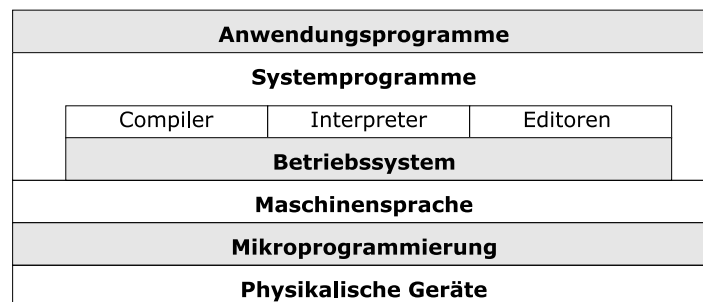 Anwendungsprogramme
Systemprogramme
Compiler Interpreter Editoren
Betriebssystem
Maschinensprache
Mikroprogrammierung
Physikalische Geräte